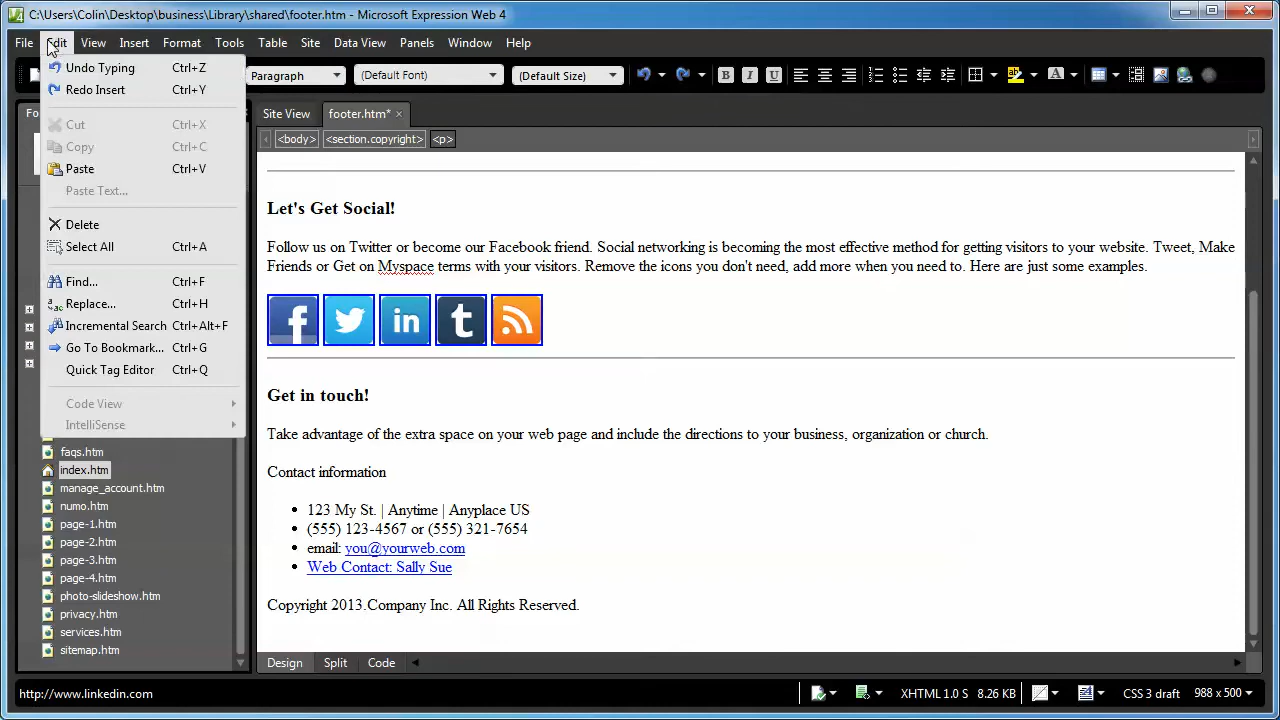 C:\Users\Colin\Desktop\business\Library\shared\footer.htm - Microsoft Expression Web 4
File Edit View Insert Format Tools Table Site Data View Panels Window Help
Undo Typing Ctrl+Z
Redo Insert Ctrl+Y
Cut Ctrl+X
Copy Ctrl+C
Paste Ctrl+V
Paste Text...
Delete
Select All Ctrl+A
Find... Ctrl+F
Replace... Ctrl+H
Incremental Search Ctrl+Alt+F
Go To Bookmark... Ctrl+G
Quick Tag Editor Ctrl+Q
Code View
IntelliSense
Paragraph (Default Font) (Default Size) B I U A
Site View footer.htm*
<body> <section.copyright> <p>
faqs.htm
index.htm
manage_account.htm
numo.htm
page-1.htm
page-2.htm
page-3.htm
page-4.htm
photo-slideshow.htm
privacy.htm
services.htm
sitemap.htm
Let's Get Social!
Follow us on Twitter or become our Facebook friend. Social networking is becoming the most effective method for getting visitors to your website. Tweet, Make
Friends or Get on Myspace terms with your visitors. Remove the icons you don't need, add more when you need to. Here are just some examples.
f in t
Get in touch!
Take advantage of the extra space on your web page and include the directions to your business, organization or church.
Contact information
123 My St. | Anytime | Anyplace US
(555) 123-4567 or (555) 321-7654
email: you@yourweb.com
Web Contact: Sally Sue
Copyright 2013.Company Inc. All Rights Reserved.
Design Split Code
http://www.linkedin.com XHTML 1.0 S 8.26 KB CSS 3 draft 988 x 500